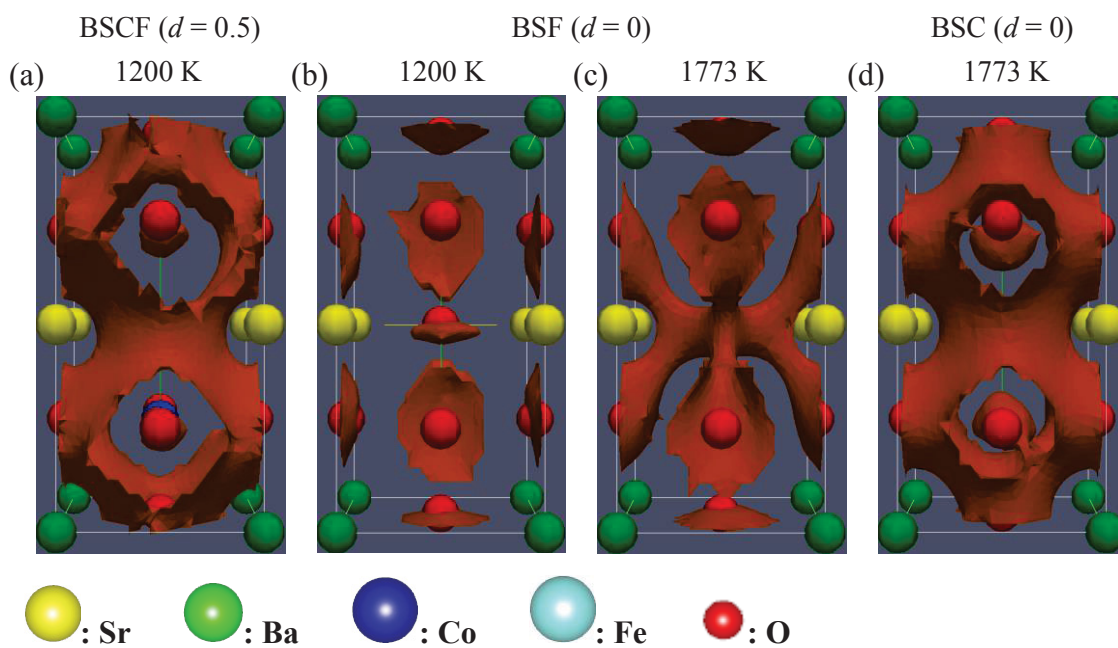 BSCF (d = 0.5) BSF (d = 0) BSC (d = 0)
(a) 1200 K (b) 1200 K (c) 1773 K (d) 1773 K
: Sr : Ba : Co : Fe : O